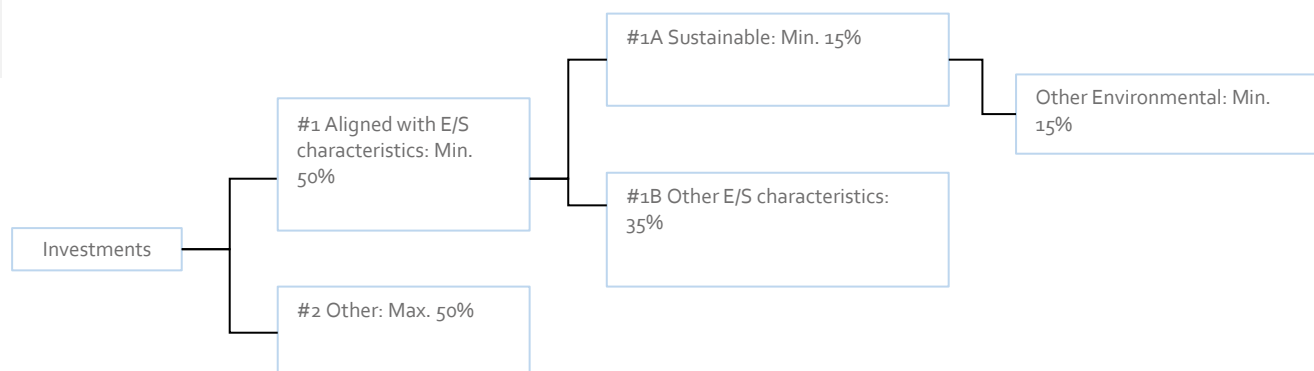 #1A Sustainable: Min. 15%
Other Environmental: Min.
15%
#1 Aligned with E/S
characteristics: Min.
50%
#1B Other E/S characteristics:
35%
Investments
#2 Other: Max. 50%